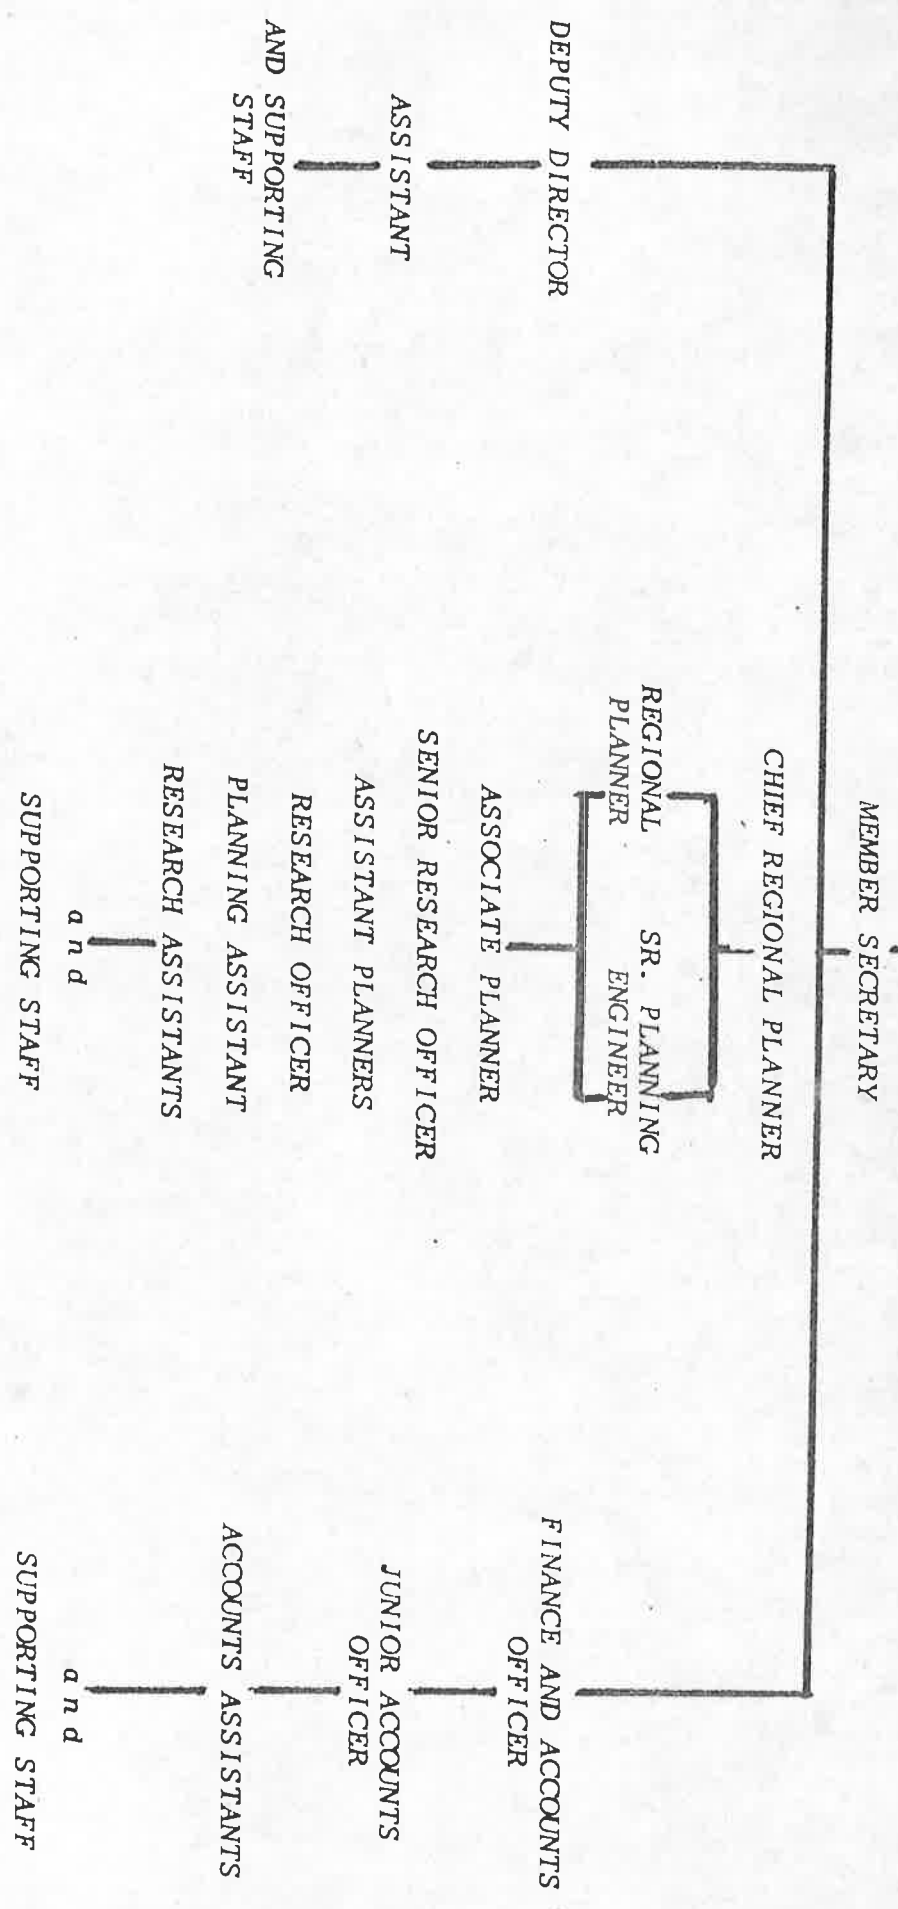 MEMBER SECRETARY
CHIEF REGIONAL PLANNER
DEPUTY DIRECTOR
ASSISTANT
AND SUPPORTING
STAFF
REGIONAL
PLANNER
SR. PLANNING
ENGINEER
ASSOCIATE PLANNER
SENIOR RESEARCH OFFICER
ASSISTANT PLANNERS
RESEARCH OFFICER
PLANNING ASSISTANT
RESEARCH ASSISTANTS
and
SUPPORTING STAFF
FINANCE AND ACCOUNTS
OFFICER
JUNIOR ACCOUNTS
OFFICER
ACCOUNTS ASSISTANTS
and
SUPPORTING STAFF